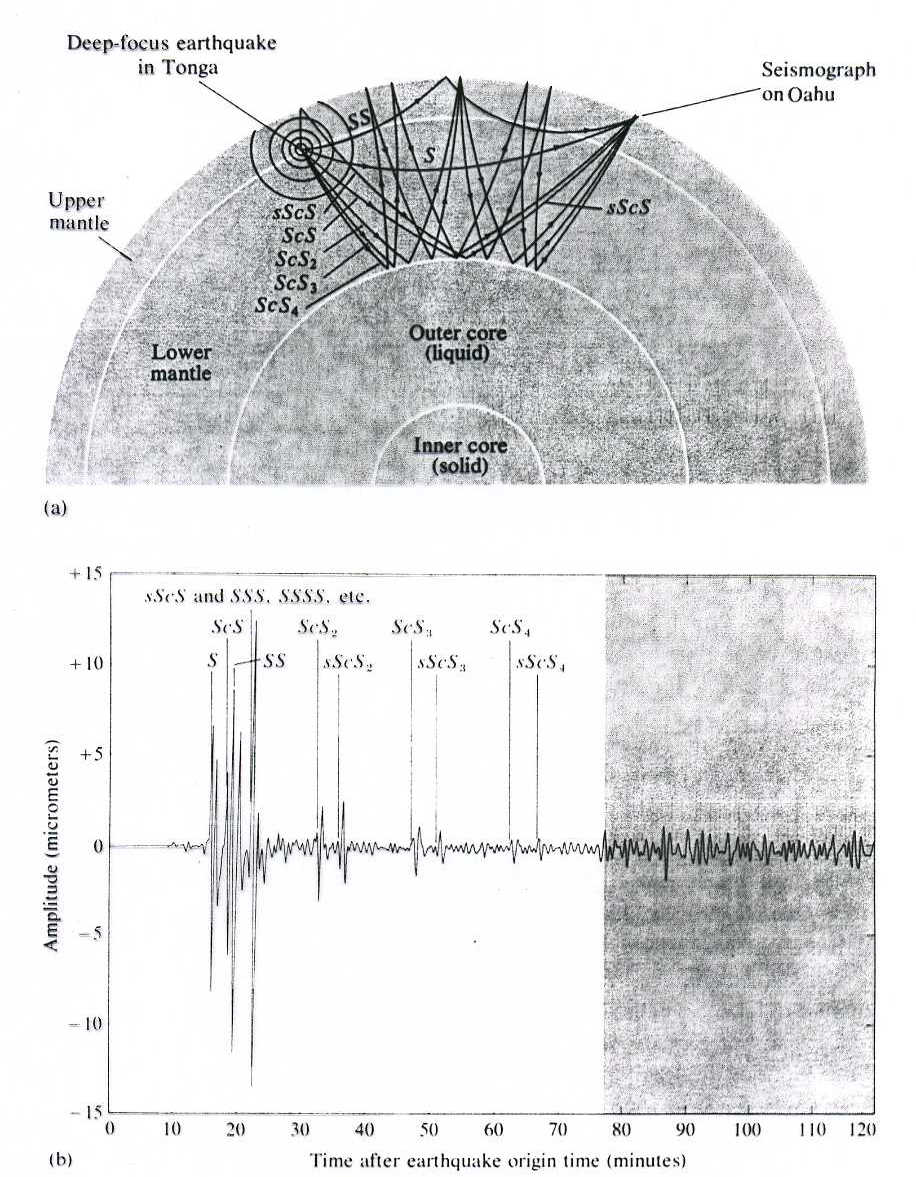 Deep-focus earthquake
in Tonga
Seismograph
on Oahu
SS
S
Upper
mantle
sScS
ScS
ScS₂
ScS₃
ScS₄
sScS
Outer core
(liquid)
Lower
mantle
Inner core
(solid)
(a)
+15
sScS and SSS, SSSS, etc.
ScS ScS₂ ScS₃ ScS₄
+10
S SS sScS₂ sScS₃ sScS₄
+5
Amplitude (micrometers)
0
−5
−10
−15
0 10 20 30 40 50 60 70 80 90 100 110 120
(b)
Time after earthquake origin time (minutes)